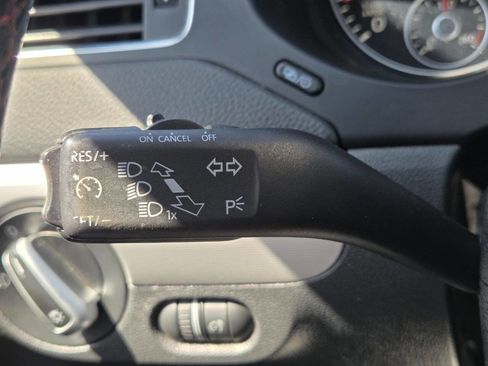 ON CANCEL OFF
RES/+
1x
P